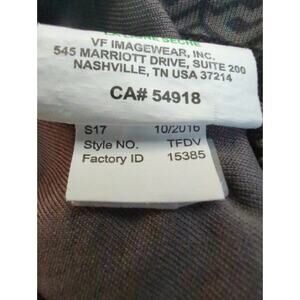 VF IMAGEWEAR, INC.
545 MARRIOTT DRIVE, SUITE 200
NASHVILLE, TN USA 37214
CA# 54918
S17 10/2016
Style NO. TFDV
Factory ID 15385